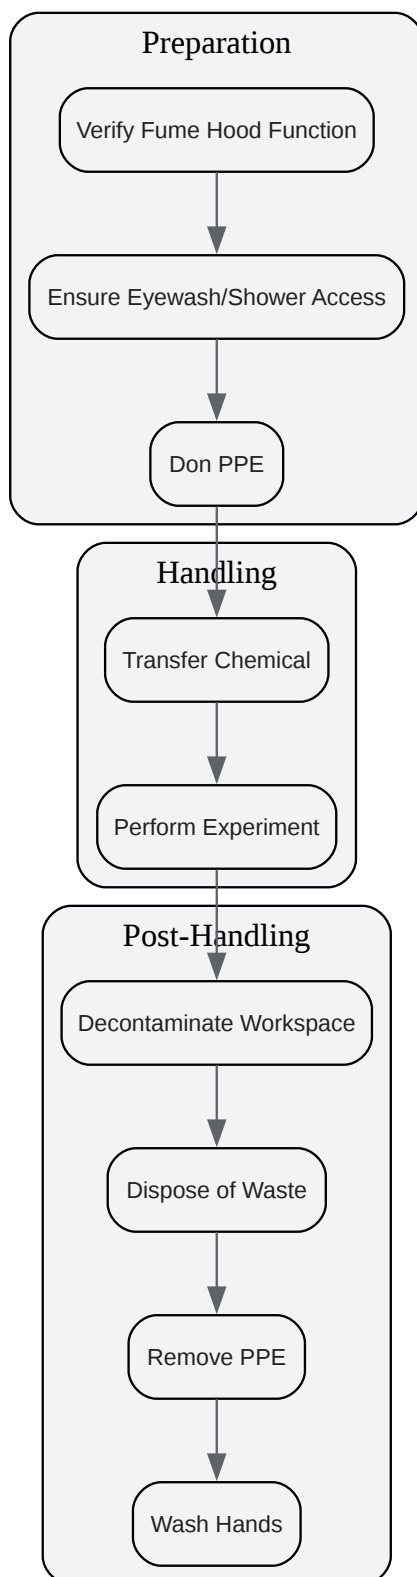 Preparation
Verify Fume Hood Function
Ensure Eyewash/Shower Access
Don PPE
Handling
Transfer Chemical
Perform Experiment
Post-Handling
Decontaminate Workspace
Dispose of Waste
Remove PPE
Wash Hands